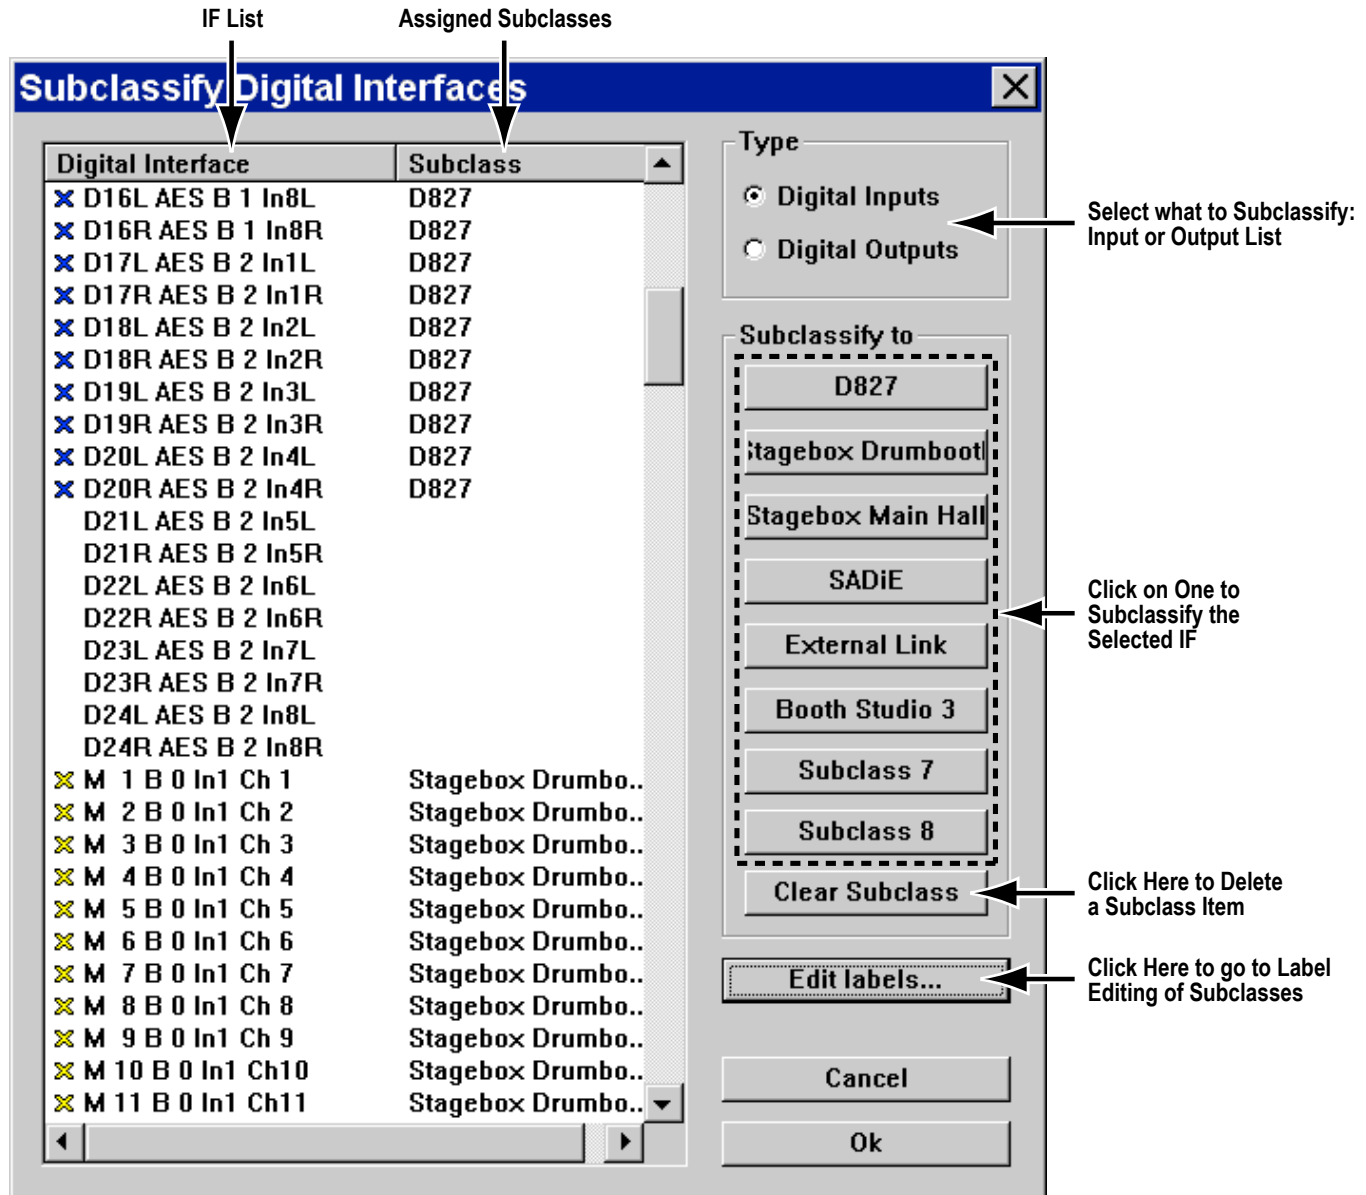 IF List Assigned Subclasses
Subclassify Digital Interfaces
Digital Interface Subclass
D16L AES B 1 In8L D827
D16R AES B 1 In8R D827
D17L AES B 2 In1L D827
D17R AES B 2 In1R D827
D18L AES B 2 In2L D827
D18R AES B 2 In2R D827
D19L AES B 2 In3L D827
D19R AES B 2 In3R D827
D20L AES B 2 In4L D827
D20R AES B 2 In4R D827
D21L AES B 2 In5L
D21R AES B 2 In5R
D22L AES B 2 In6L
D22R AES B 2 In6R
D23L AES B 2 In7L
D23R AES B 2 In7R
D24L AES B 2 In8L
D24R AES B 2 In8R
M 1 B 0 In1 Ch 1 Stagebox Drumbo..
M 2 B 0 In1 Ch 2 Stagebox Drumbo..
M 3 B 0 In1 Ch 3 Stagebox Drumbo..
M 4 B 0 In1 Ch 4 Stagebox Drumbo..
M 5 B 0 In1 Ch 5 Stagebox Drumbo..
M 6 B 0 In1 Ch 6 Stagebox Drumbo..
M 7 B 0 In1 Ch 7 Stagebox Drumbo..
M 8 B 0 In1 Ch 8 Stagebox Drumbo..
M 9 B 0 In1 Ch 9 Stagebox Drumbo..
M 10 B 0 In1 Ch10 Stagebox Drumbo..
M 11 B 0 In1 Ch11 Stagebox Drumbo..
Type
Digital Inputs
Digital Outputs
Select what to Subclassify:
Input or Output List
Subclassify to
D827
Stagebox Drumbooth
Stagebox Main Hall
SADiE
External Link
Booth Studio 3
Subclass 7
Subclass 8
Click on One to
Subclassify the
Selected IF
Clear Subclass
Click Here to Delete
a Subclass Item
Edit labels...
Click Here to go to Label
Editing of Subclasses
Cancel
Ok